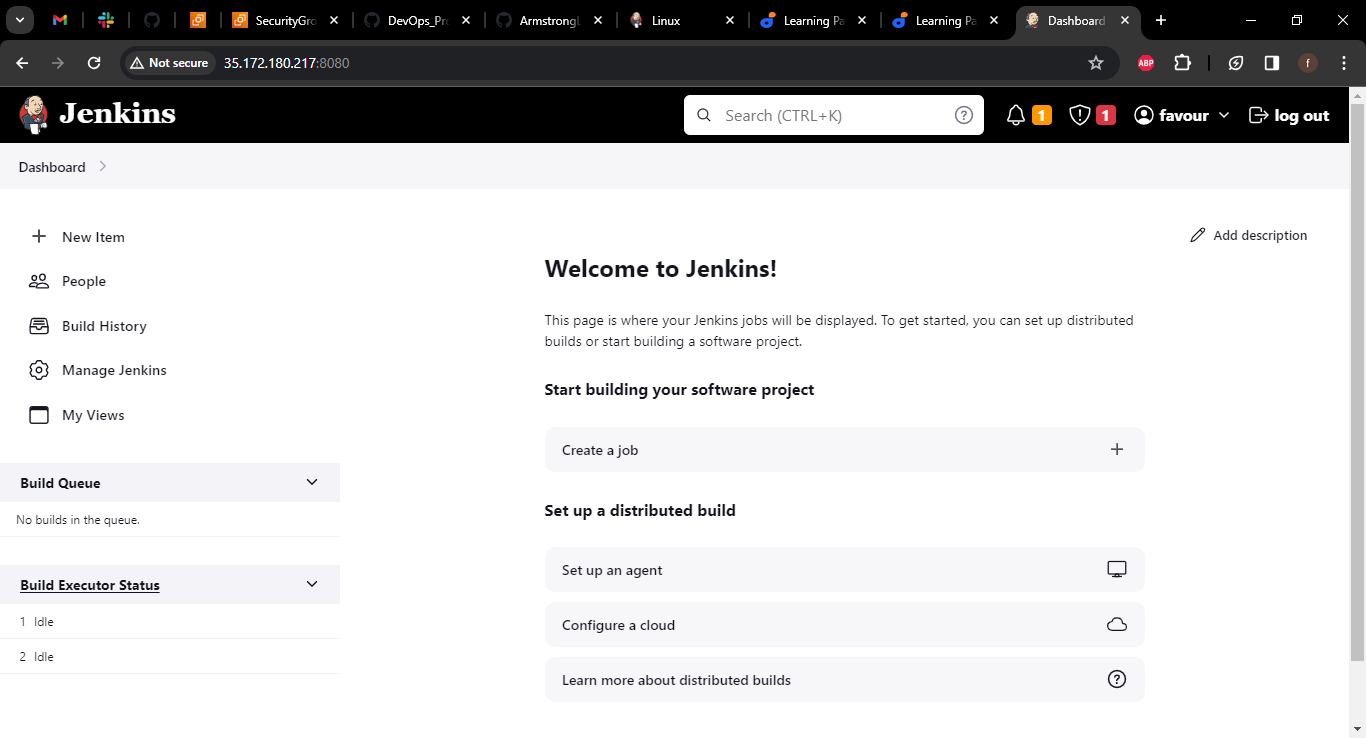 SecurityGro
DevOps_Pro
ArmstrongL
Linux
Learning Pa
Learning Pa
Dashboard
Not secure
35.172.180.217:8080
ABP
f
Jenkins
Search (CTRL+K)
?
1
1
favour
log out
Dashboard
New Item
People
Build History
Manage Jenkins
My Views
Build Queue
No builds in the queue.
Build Executor Status
1 Idle
2 Idle
Add description
Welcome to Jenkins!
This page is where your Jenkins jobs will be displayed. To get started, you can set up distributed
builds or start building a software project.
Start building your software project
Create a job
Set up a distributed build
Set up an agent
Configure a cloud
Learn more about distributed builds
?